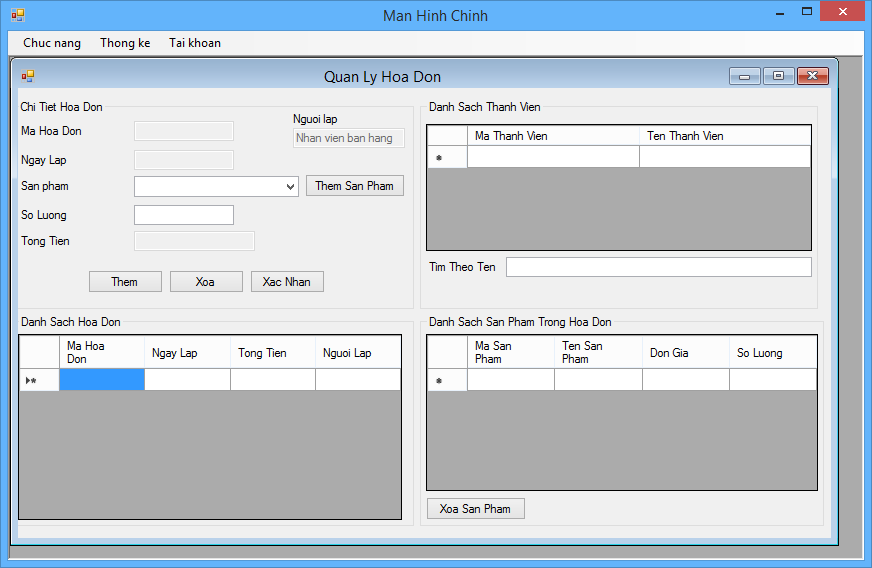 Man Hinh Chinh
Chuc nang Thong ke Tai khoan
Quan Ly Hoa Don
Chi Tiet Hoa Don
Ma Hoa Don
Nguoi lap
Nhan vien ban hang
Ngay Lap
San pham
Them San Pham
So Luong
Tong Tien
Them Xoa Xac Nhan
Danh Sach Thanh Vien
Ma Thanh Vien Ten Thanh Vien
Tim Theo Ten
Danh Sach Hoa Don
Ma Hoa Don Ngay Lap Tong Tien Nguoi Lap
Danh Sach San Pham Trong Hoa Don
Ma San Pham Ten San Pham Don Gia So Luong
Xoa San Pham